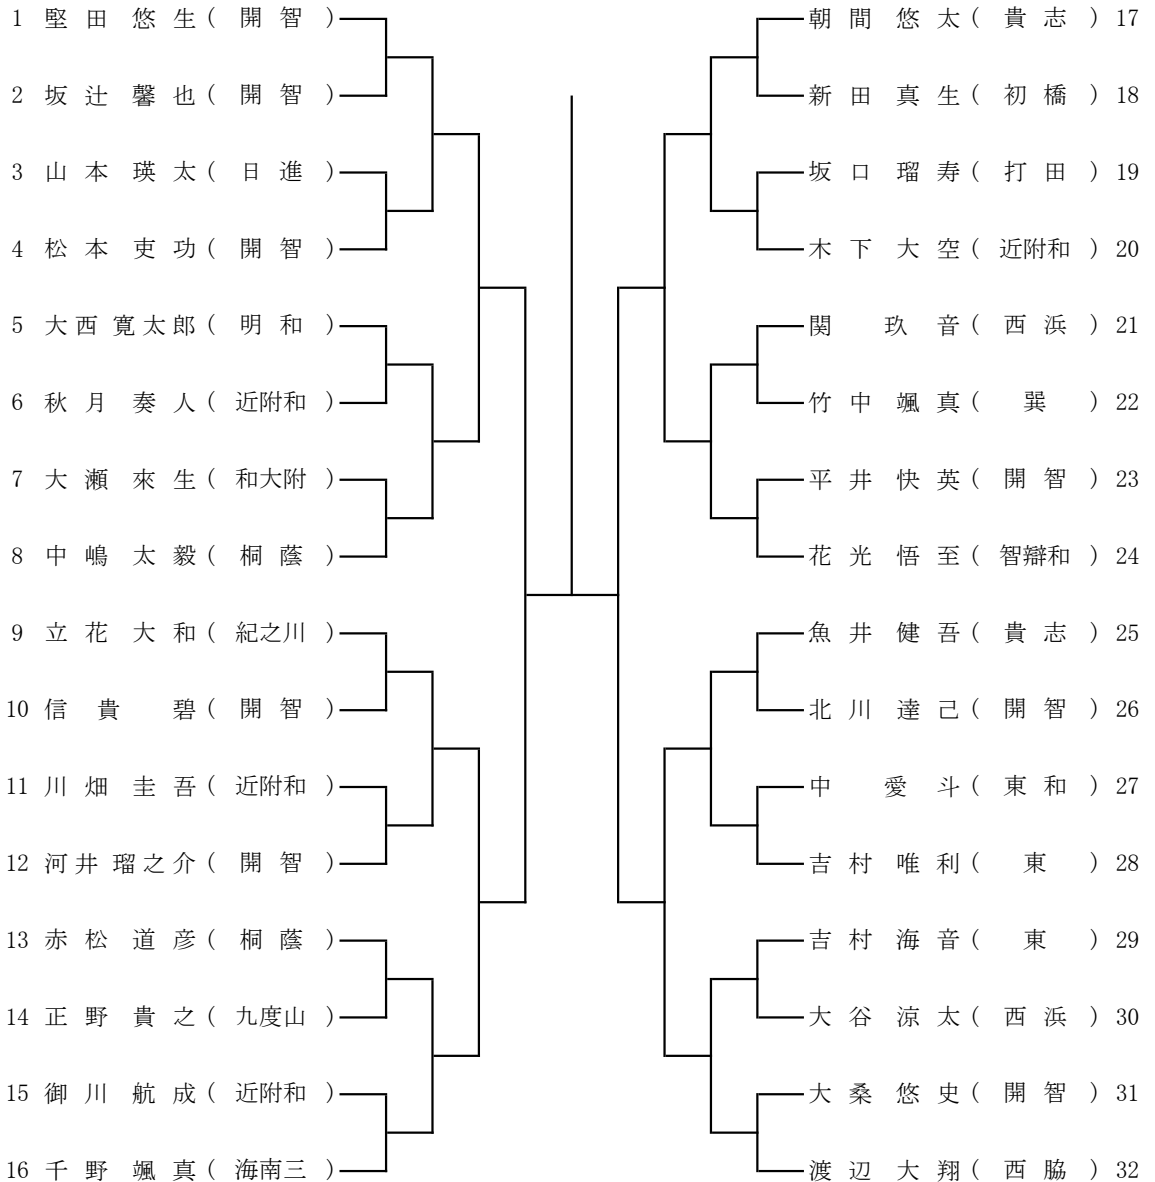 1 堅田悠生(開智)
2 坂辻馨也(開智)
3 山本瑛太(日進)
4 松本吏功(開智)
5 大西寛太郎(明和)
6 秋月奏人(近附和)
7 大瀬來生(和大附)
8 中嶋太毅(桐蔭)
9 立花大和(紀之川)
10 信貴碧(開智)
11 川畑圭吾(近附和)
12 河井瑠之介(開智)
13 赤松道彦(桐蔭)
14 正野貴之(九度山)
15 御川航成(近附和)
16 千野颯真(海南三)
朝間悠太(貴志) 17
新田真生(初橋) 18
坂口瑠寿(打田) 19
木下大空(近附和) 20
関玖音(西浜) 21
竹中颯真(巽) 22
平井快英(開智) 23
花光悟至(智辯和) 24
魚井健吾(貴志) 25
北川達己(開智) 26
中愛斗(東和) 27
吉村唯利(東) 28
吉村海音(東) 29
大谷涼太(西浜) 30
大桑悠史(開智) 31
渡辺大翔(西脇) 32